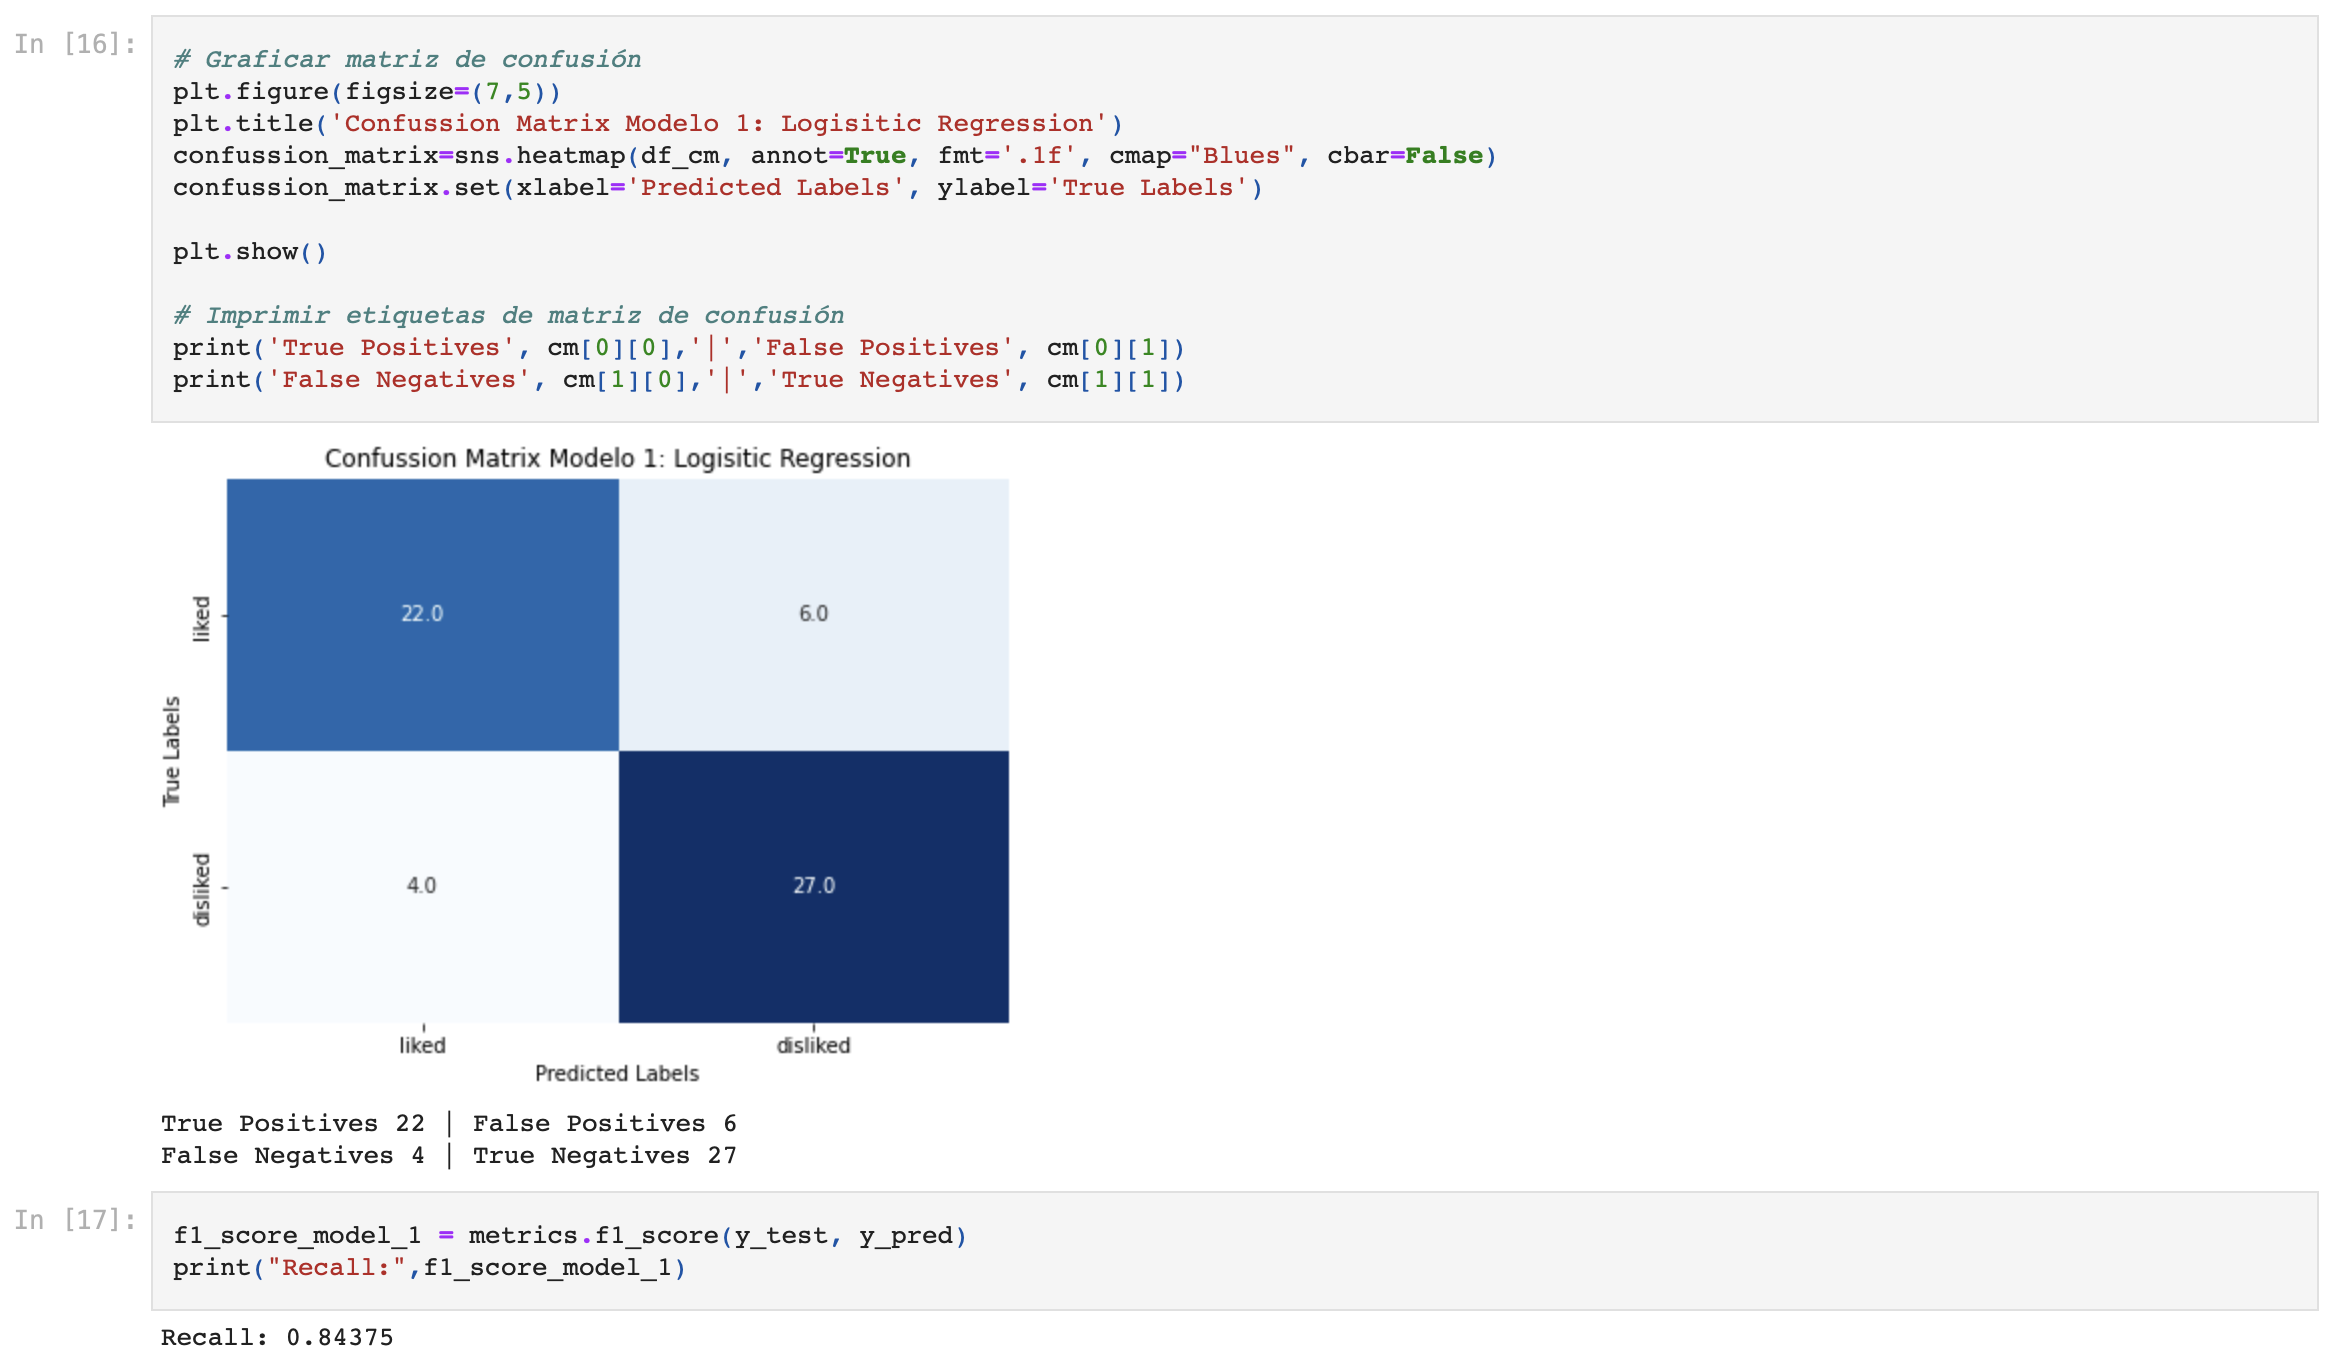 In [16]:
# Graficar matriz de confusión
plt.figure(figsize=(7,5))
plt.title('Confussion Matrix Modelo 1: Logisitic Regression')
confussion_matrix=sns.heatmap(df_cm, annot=True, fmt='.1f', cmap="Blues", cbar=False)
confussion_matrix.set(xlabel='Predicted Labels', ylabel='True Labels')
plt.show()
# Imprimir etiquetas de matriz de confusión
print('True Positives', cm[0][0],'|','False Positives', cm[0][1])
print('False Negatives', cm[1][0],'|','True Negatives', cm[1][1])
Confussion Matrix Modelo 1: Logisitic Regression
True Labels
liked
22.0 6.0
disliked
4.0 27.0
liked disliked
Predicted Labels
True Positives 22 | False Positives 6
False Negatives 4 | True Negatives 27
In [17]:
f1_score_model_1 = metrics.f1_score(y_test, y_pred)
print("Recall:",f1_score_model_1)
Recall: 0.84375